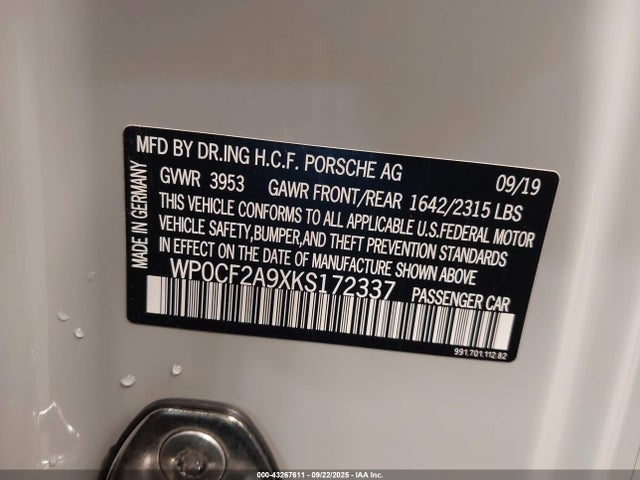 MFD BY DR.ING H.C.F. PORSCHE AG 09/19
GVWR 3953 GAWR FRONT/REAR 1642/2315 LBS
THIS VEHICLE CONFORMS TO ALL APPLICABLE U.S.FEDERAL MOTOR
VEHICLE SAFETY,BUMPER,AND THEFT PREVENTION STANDARDS
IN EFFECT ON THE DATE OF MANUFACTURE SHOWN ABOVE
WP0CF2A9XKS172337 PASSENGER CAR
MADE IN GERMANY
991.701.112.82
000-43267611 - 09/22/2025 - IAA Inc.